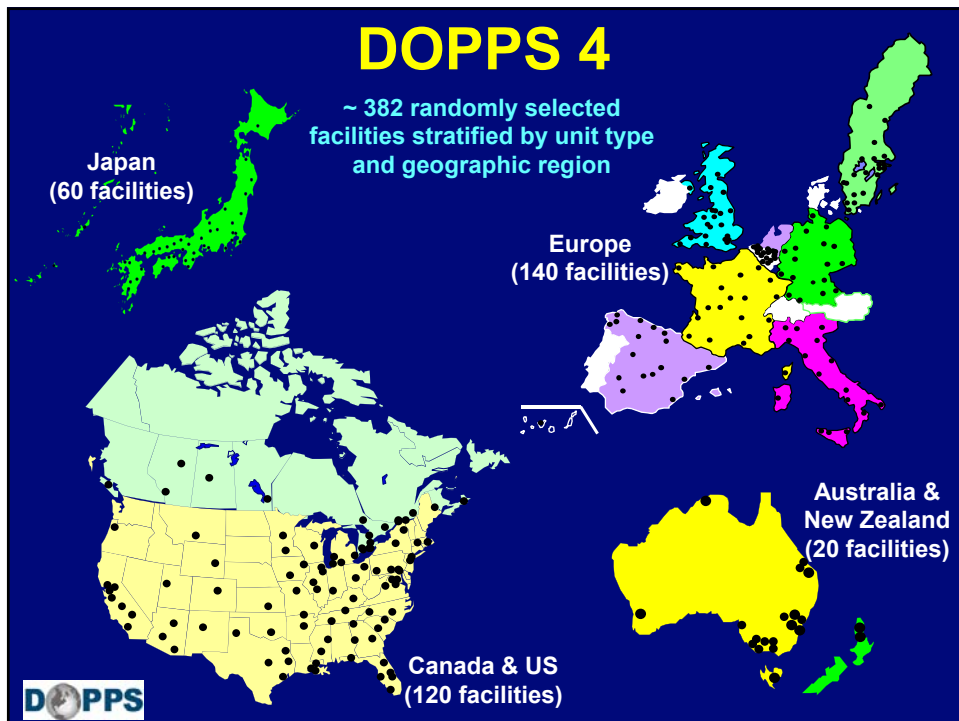 DOPPS 4
~ 382 randomly selected
facilities stratified by unit type
and geographic region
Japan
(60 facilities)
Europe
(140 facilities)
Australia &
New Zealand
(20 facilities)
Canada & US
(120 facilities)
DOPPS